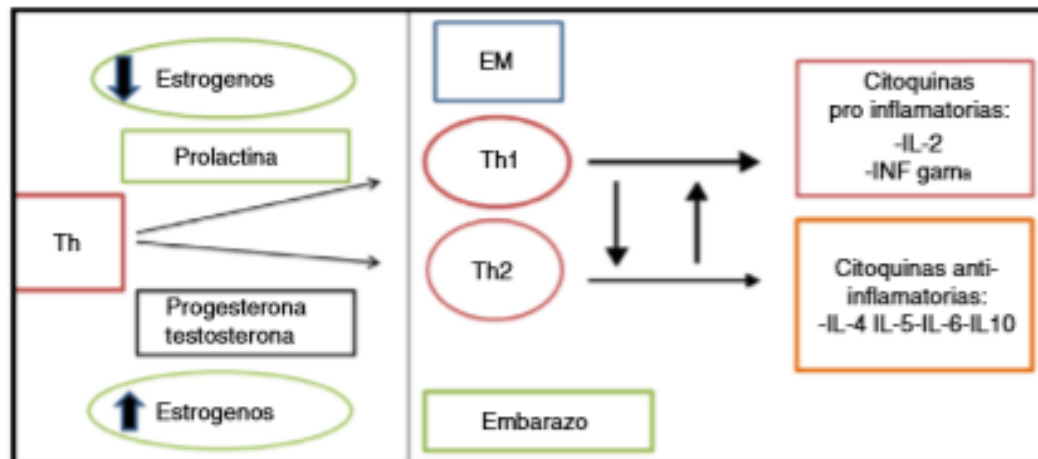 Estrogenos
Prolactina
Th
Progesterona
testosterona
Estrogenos
EM
Th1
Th2
Embarazo
Citoquinas
pro inflamatorias:
-IL-2
-INF gama
Citoquinas anti-
inflamatorias:
-IL-4 IL-5-IL-6-IL10